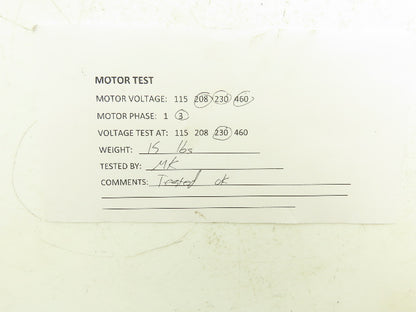 MOTOR TEST
MOTOR VOLTAGE: 115 208 230 460
MOTOR PHASE: 1 3
VOLTAGE TEST AT: 115 208 230 460
WEIGHT: 15 lbs
TESTED BY: MK
COMMENTS: Tested ok